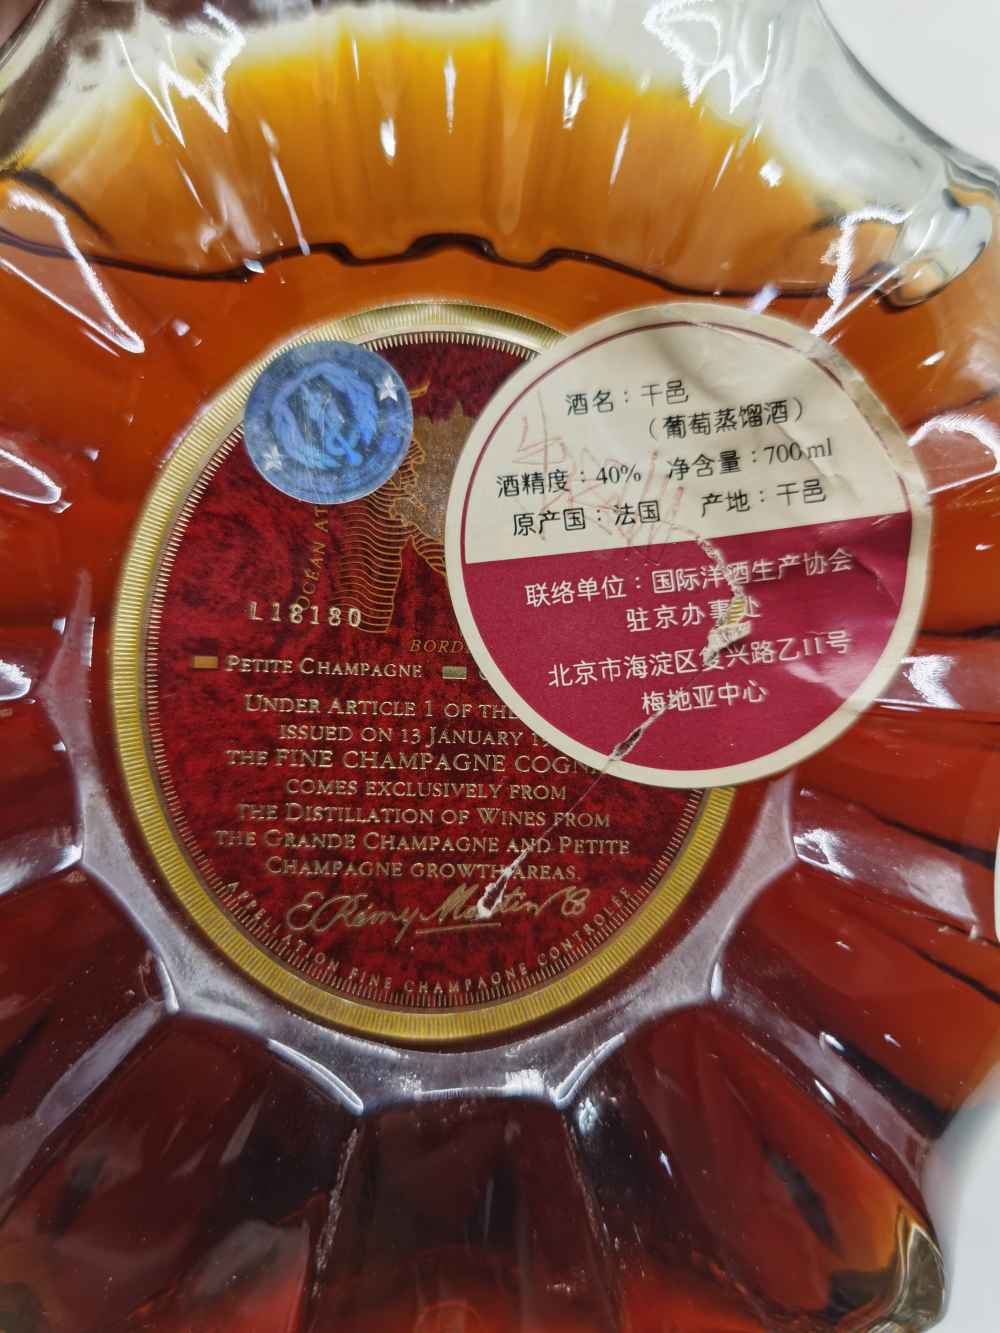 酒名：干邑
（葡萄蒸馏酒）
酒精度：40% 净含量：700ml
原产国：法国 产地：干邑
联络单位：国际洋酒生产协会
驻京办事处
北京市海淀区复兴路乙11号
梅地亚中心
OCEAN AT
L18180
BORD
PETITE CHAMPAGNE
UNDER ARTICLE 1 OF THE
ISSUED ON 13 JANUARY 1
THE FINE CHAMPAGNE COGN
COMES EXCLUSIVELY FROM
THE DISTILLATION OF WINES FROM
THE GRANDE CHAMPAGNE AND PETITE
CHAMPAGNE GROWTH AREAS.
E. Rémy Martin & Co
APPELLATION FINE CHAMPAGNE CONTROLEE